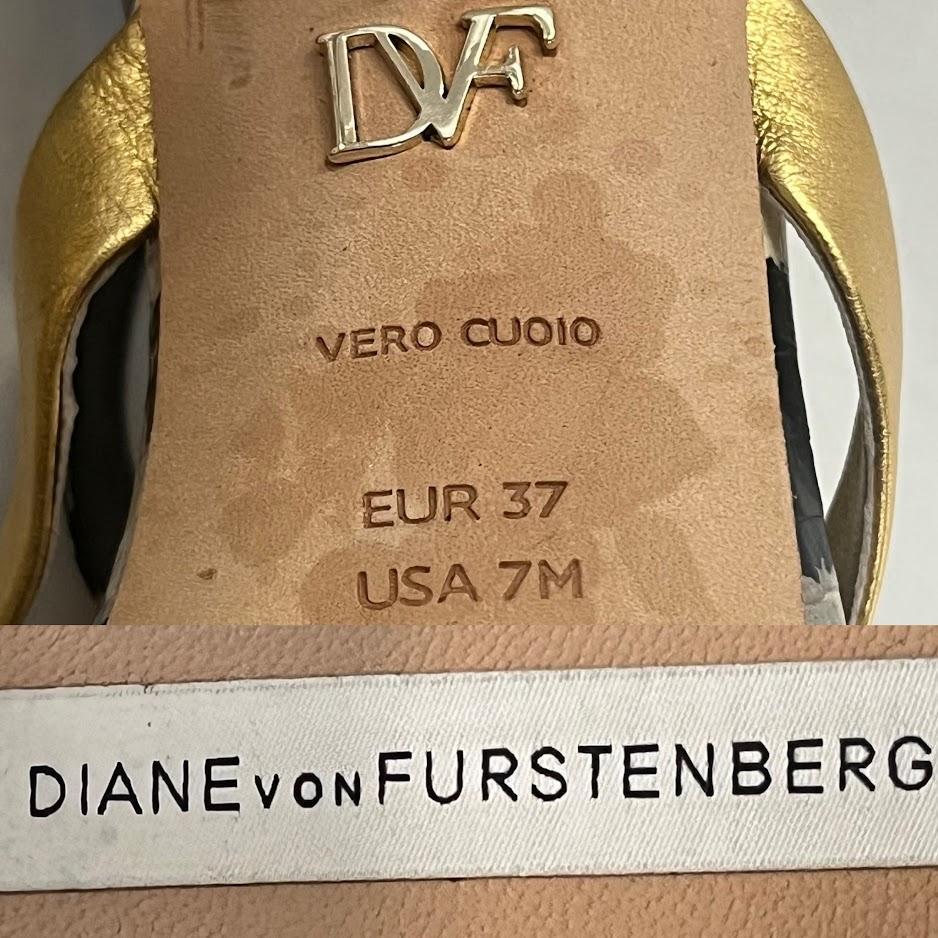 DVF
VERO CUOIO
EUR 37
USA 7M
DIANE VON FURSTENBERG